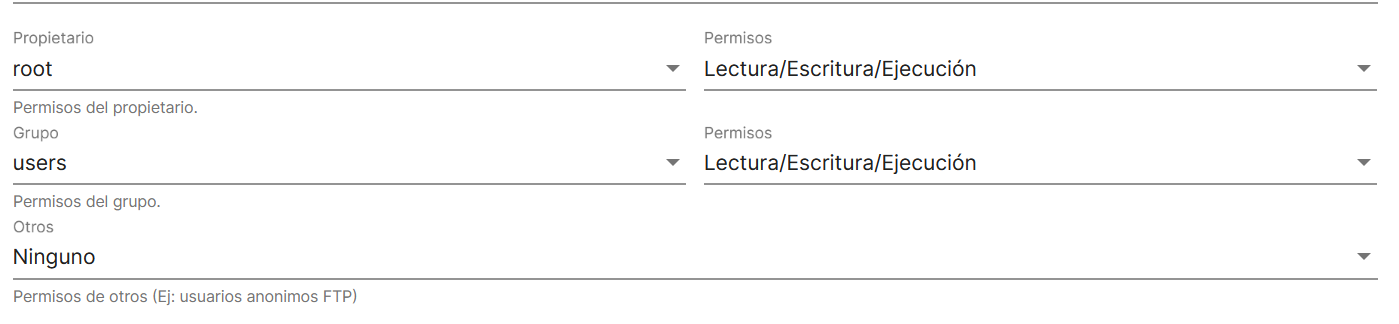 Propietario
Permisos
root
Lectura/Escritura/Ejecución
Permisos del propietario.
Grupo
Permisos
users
Lectura/Escritura/Ejecución
Permisos del grupo.
Otros
Ninguno
Permisos de otros (Ej: usuarios anonimos FTP)